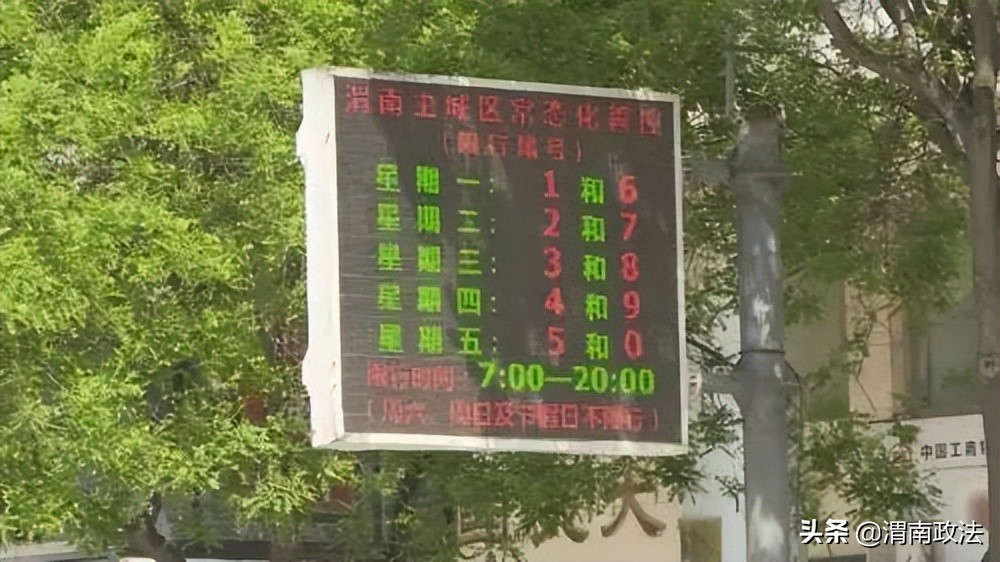 渭南主城区常态化管控
（限行尾号）
星期一：1和6
星期二：2和7
星期三：3和8
星期四：4和9
星期五：5和0
限行时间：7:00—20:00
（周六、周日及节假日不限行）
中国工商
大
头条 @渭南政法